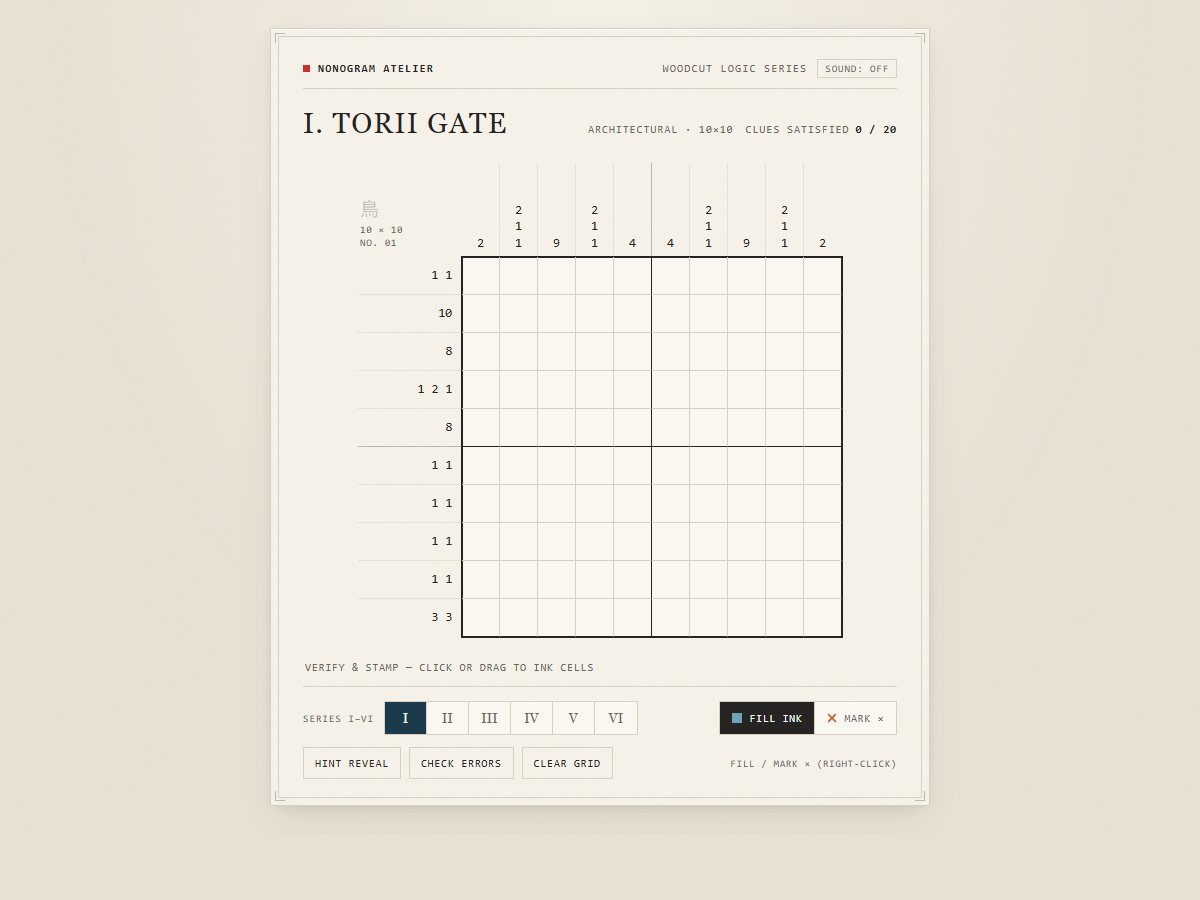 NONOGRAM ATELIER
WOODCUT LOGIC SERIES
SOUND: OFF
I. TORII GATE
ARCHITECTURAL · 10×10 CLUES SATISFIED 0 / 20
鳥
10 × 10
NO. 01
2 2 2 2
1 1 1 1
2 1 9 1 4 4 1 9 1 2
1 1
10
8
1 2 1
8
1 1
1 1
1 1
1 1
3 3
VERIFY & STAMP — CLICK OR DRAG TO INK CELLS
SERIES I–VI
I II III IV V VI
FILL INK
MARK ×
HINT REVEAL
CHECK ERRORS
CLEAR GRID
FILL / MARK × (RIGHT-CLICK)